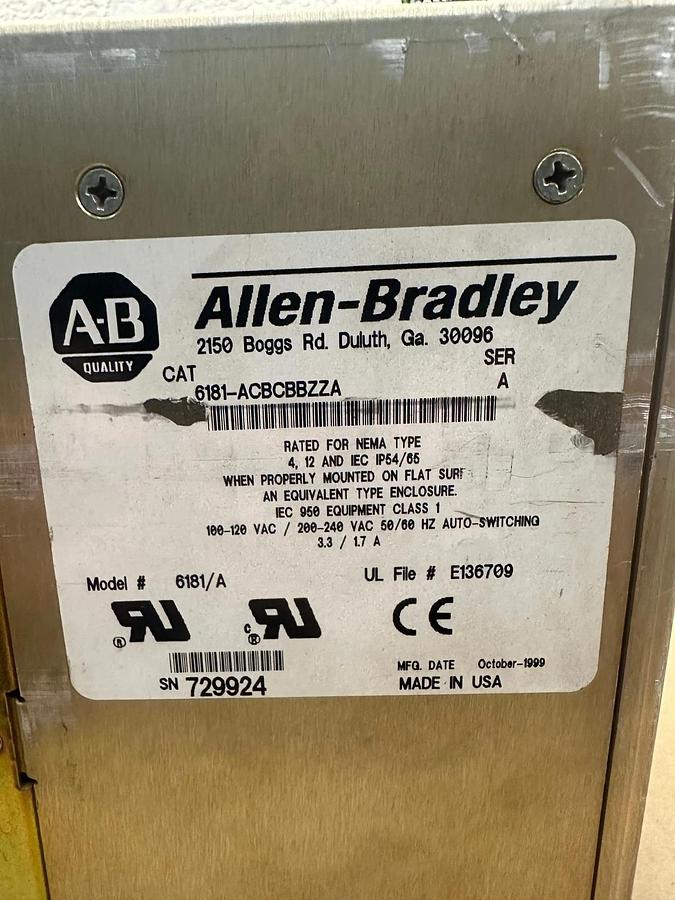 A-B
QUALITY
Allen-Bradley
2150 Boggs Rd. Duluth, Ga. 30096
CAT
SER
6181-ACBCBBZZA
A
RATED FOR NEMA TYPE
4, 12 AND IEC IP54/65
WHEN PROPERLY MOUNTED ON FLAT SURF
AN EQUIVALENT TYPE ENCLOSURE.
IEC 950 EQUIPMENT CLASS 1
100-120 VAC / 200-240 VAC 50/60 HZ AUTO-SWITCHING
3.3 / 1.7 A
Model # 6181/A
UL File # E136709
RU ®
c RU ®
CE
SN 729924
MFG. DATE October-1999
MADE IN USA